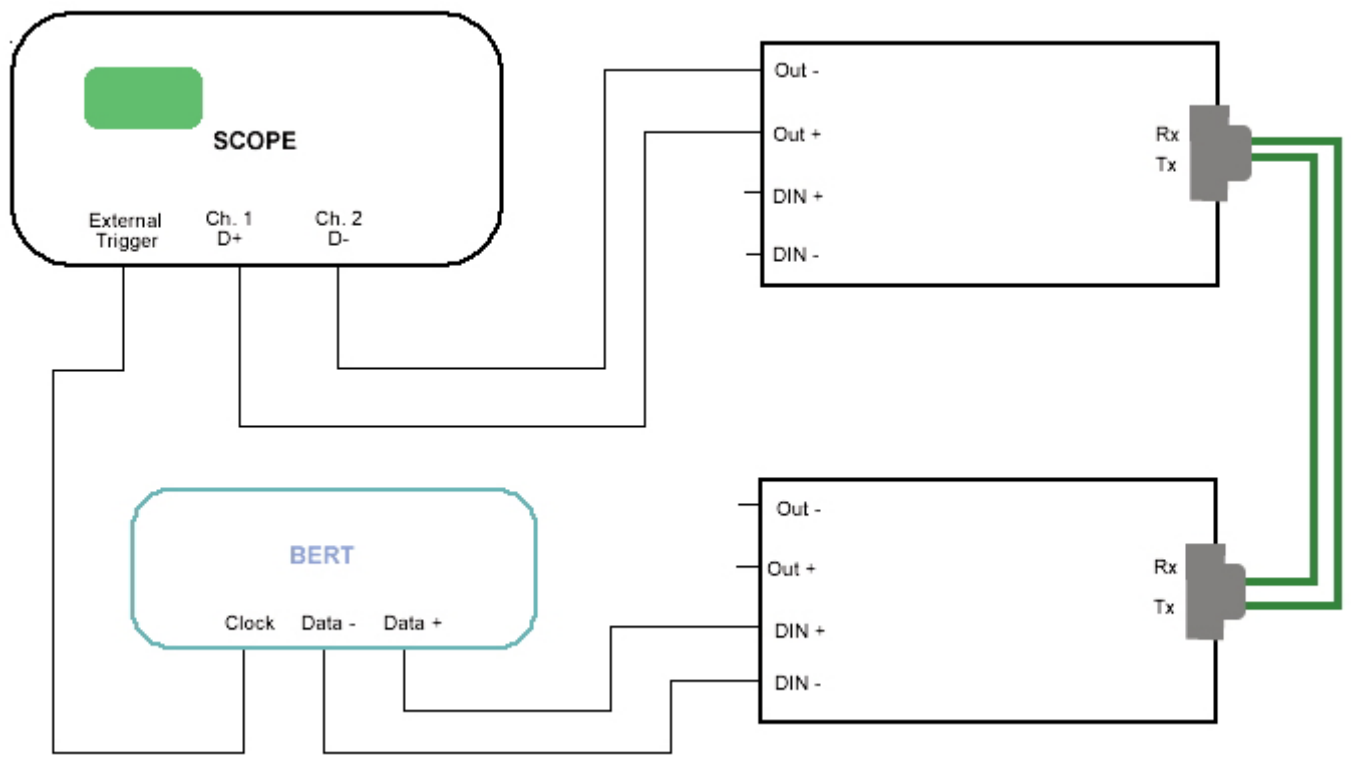 SCOPE
External
Trigger
Ch. 1
D+
Ch. 2
D-
Out -
Out +
DIN +
DIN -
Rx
Tx
BERT
Clock
Data -
Data +
Out -
Out +
DIN +
DIN -
Rx
Tx